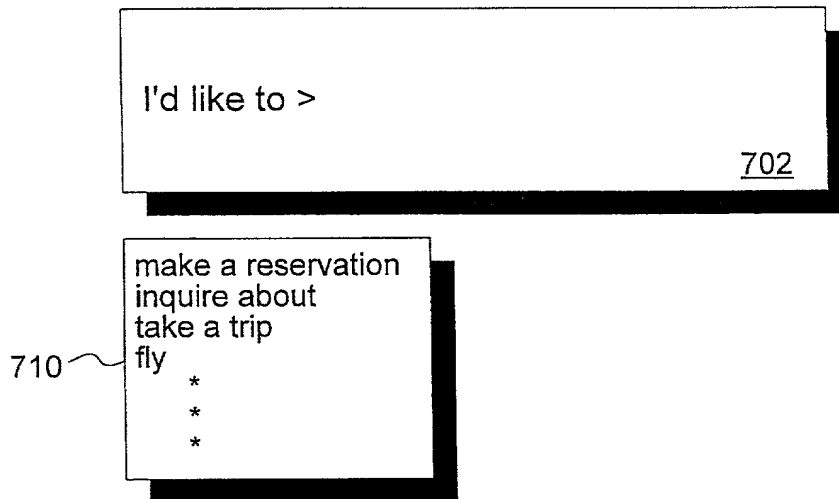 I'd like to >
702
make a reservation
inquire about
take a trip
710
fly
*
*
*